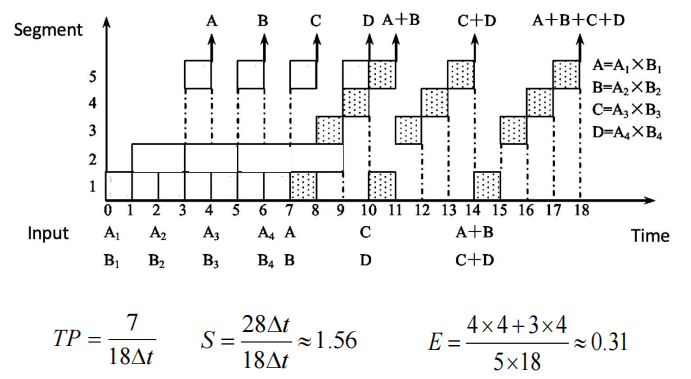 A B C D A+B C+D A+B+C+D
Segment
5
4
3
2
1
A=A₁×B₁
B=A₂×B₂
C=A₃×B₃
D=A₄×B₄
0 1 2 3 4 5 6 7 8 9 10 11 12 13 14 15 16 17 18
Input A₁ A₂ A₃ A₄ A C A+B Time
B₁ B₂ B₃ B₄ B D C+D
TP = 7/18Δt S = 28Δt/18Δt ≈1.56 E = 4×4+3×4/5×18 ≈0.31